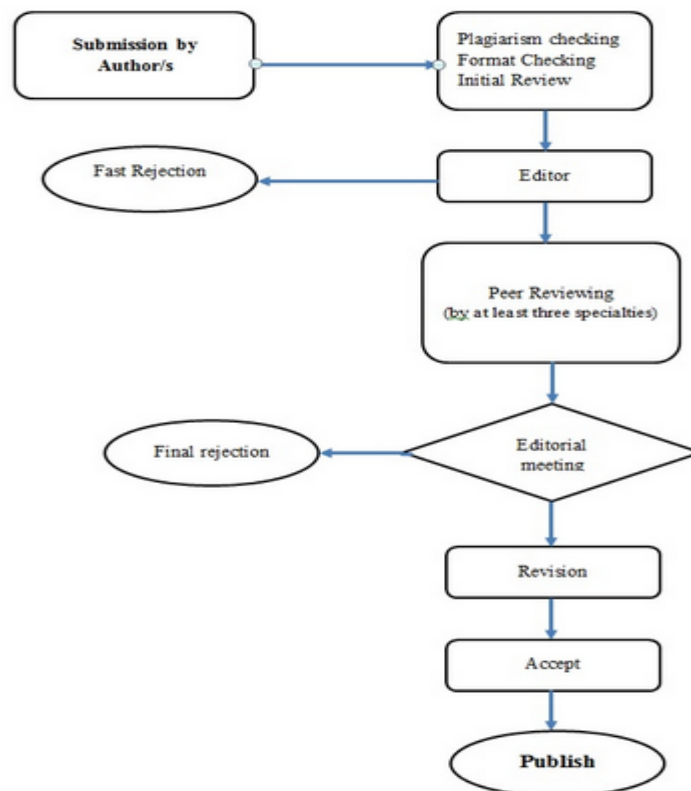 Submission by
Author/s
Plagiarism checking
Format Checking
Initial Review
Fast Rejection
Editor
Peer Reviewing
(by at least three specialties)
Final rejection
Editorial
meeting
Revision
Accept
Publish